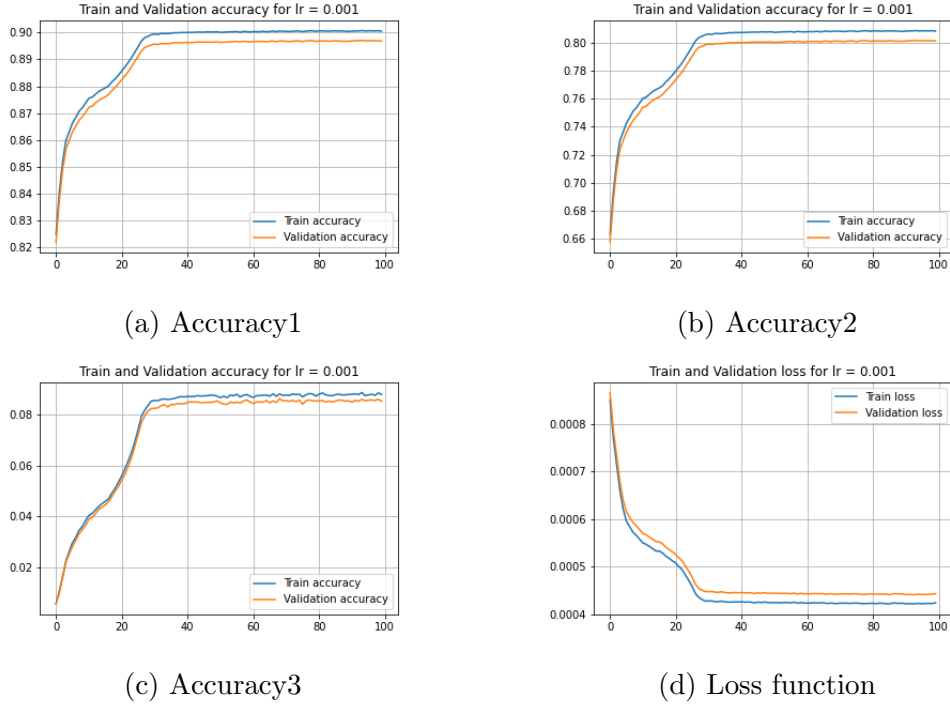 Train and Validation accuracy for lr = 0.001
0.90
0.89
0.88
0.87
0.86
0.85
0.84
0.83
0.82
0 20 40 60 80 100
Train accuracy
Validation accuracy
(a) Accuracy1
Train and Validation accuracy for lr = 0.001
0.80
0.78
0.76
0.74
0.72
0.70
0.68
0.66
0 20 40 60 80 100
Train accuracy
Validation accuracy
(b) Accuracy2
Train and Validation accuracy for lr = 0.001
0.08
0.06
0.04
0.02
0 20 40 60 80 100
Train accuracy
Validation accuracy
(c) Accuracy3
Train and Validation loss for lr = 0.001
Train loss
Validation loss
0.0008
0.0007
0.0006
0.0005
0.0004
0 20 40 60 80 100
(d) Loss function